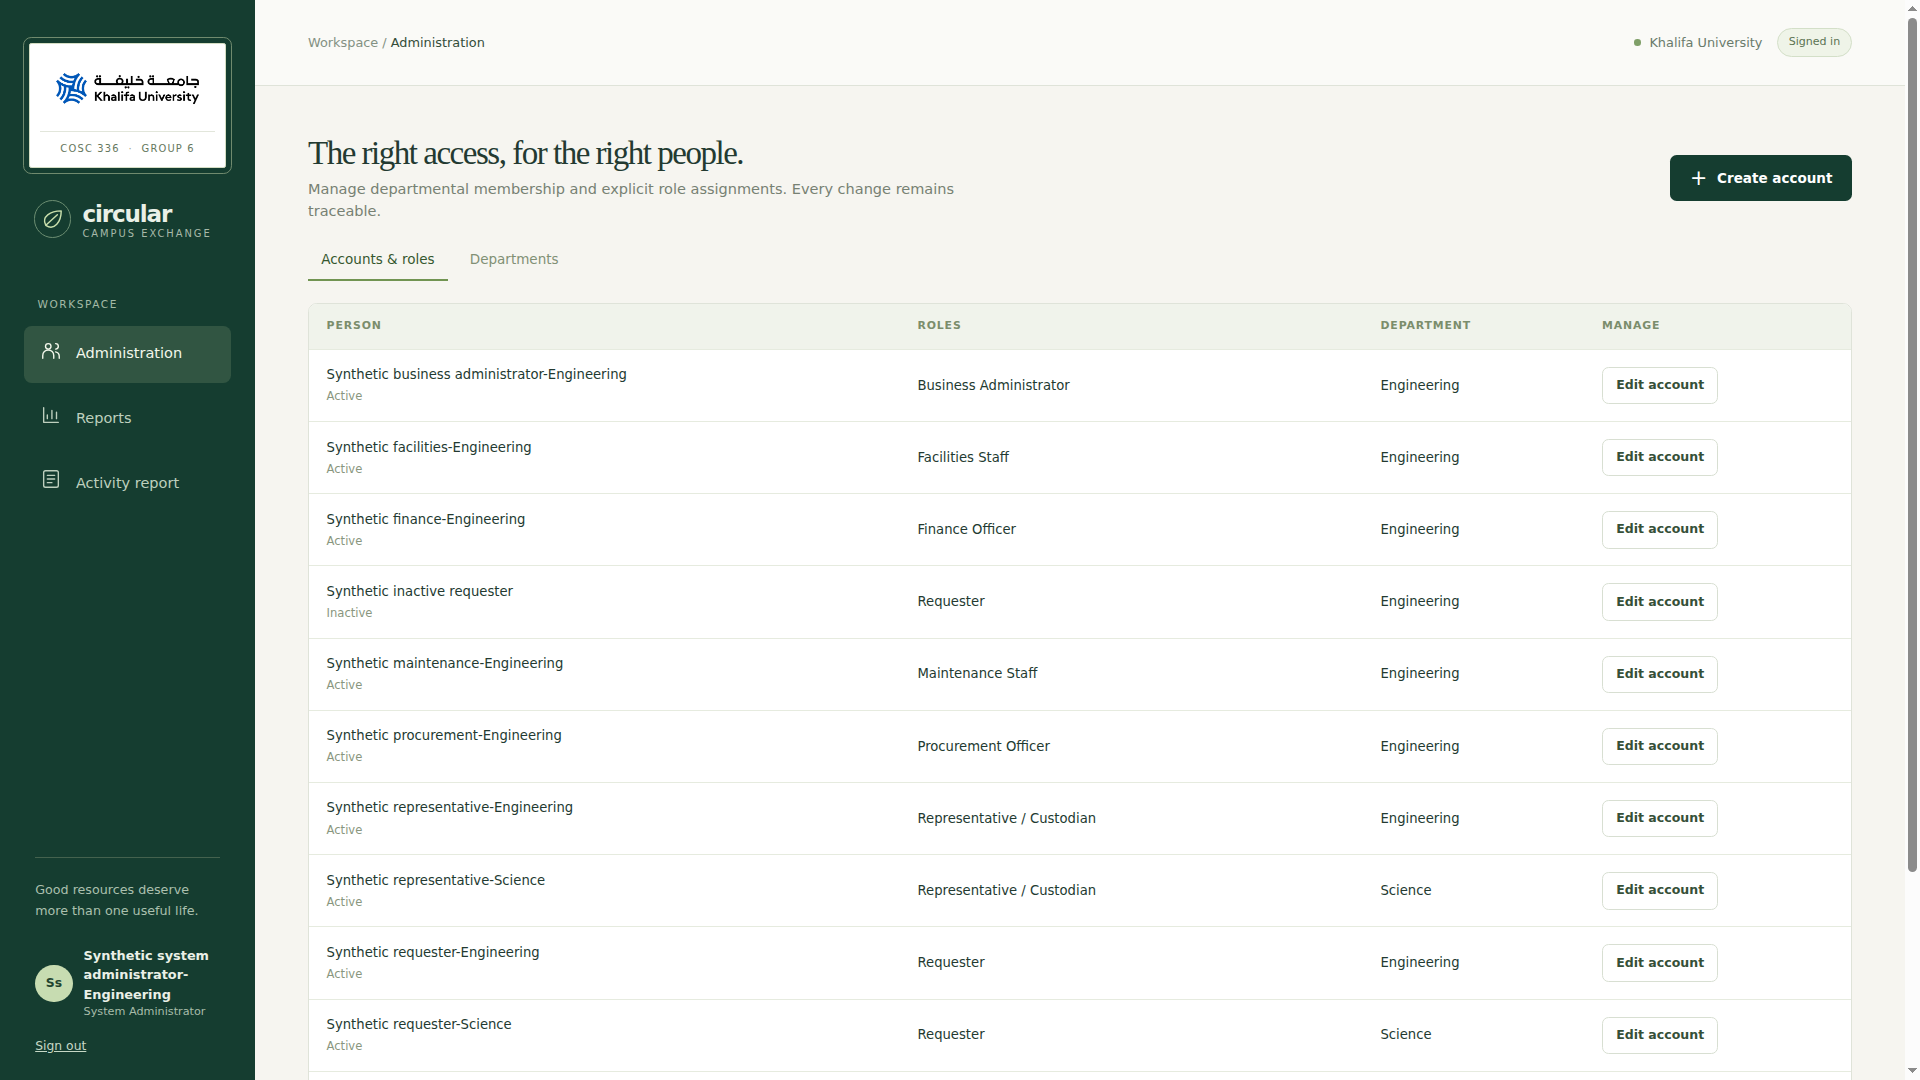 جامعــة خليفــة
Khalifa University
COSC 336 · GROUP 6
circular
CAMPUS EXCHANGE
WORKSPACE
Administration
Reports
Activity report
Good resources deserve
more than one useful life.
Ss
Synthetic system
administrator-
Engineering
System Administrator
Sign out
Workspace / Administration
Khalifa University
Signed in
The right access, for the right people.
Manage departmental membership and explicit role assignments. Every change remains
traceable.
+ Create account
Accounts & roles
Departments
PERSON ROLES DEPARTMENT MANAGE
Synthetic business administrator-Engineering
Active
Business Administrator
Engineering
Edit account
Synthetic facilities-Engineering
Active
Facilities Staff
Engineering
Edit account
Synthetic finance-Engineering
Active
Finance Officer
Engineering
Edit account
Synthetic inactive requester
Inactive
Requester
Engineering
Edit account
Synthetic maintenance-Engineering
Active
Maintenance Staff
Engineering
Edit account
Synthetic procurement-Engineering
Active
Procurement Officer
Engineering
Edit account
Synthetic representative-Engineering
Active
Representative / Custodian
Engineering
Edit account
Synthetic representative-Science
Active
Representative / Custodian
Science
Edit account
Synthetic requester-Engineering
Active
Requester
Engineering
Edit account
Synthetic requester-Science
Active
Requester
Science
Edit account